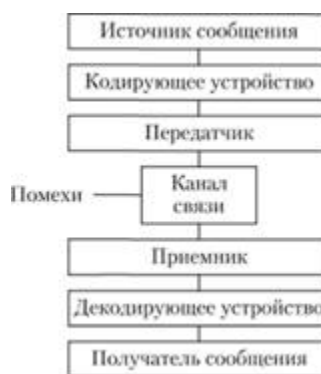 Источник сообщения
Кодирующее устройство
Передатчик
Помехи
Канал
связи
Приемник
Декодирующее устройство
Получатель сообщения